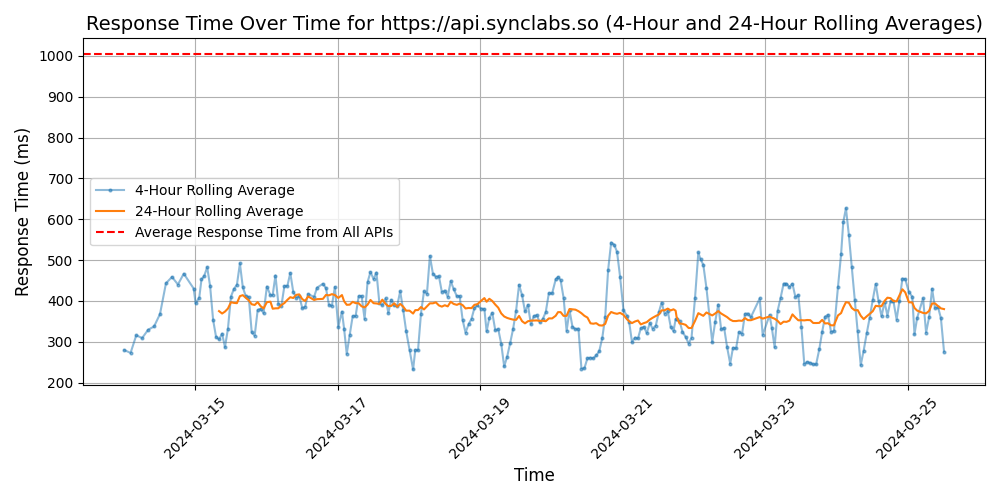 Response Time Over Time for https://api.synclabs.so (4-Hour and 24-Hour Rolling Averages)
Response Time (ms)
1000
900
800
700
600
500
400
300
200
4-Hour Rolling Average
24-Hour Rolling Average
Average Response Time from All APIs
2024-03-15
2024-03-17
2024-03-19
2024-03-21
2024-03-23
2024-03-25
Time